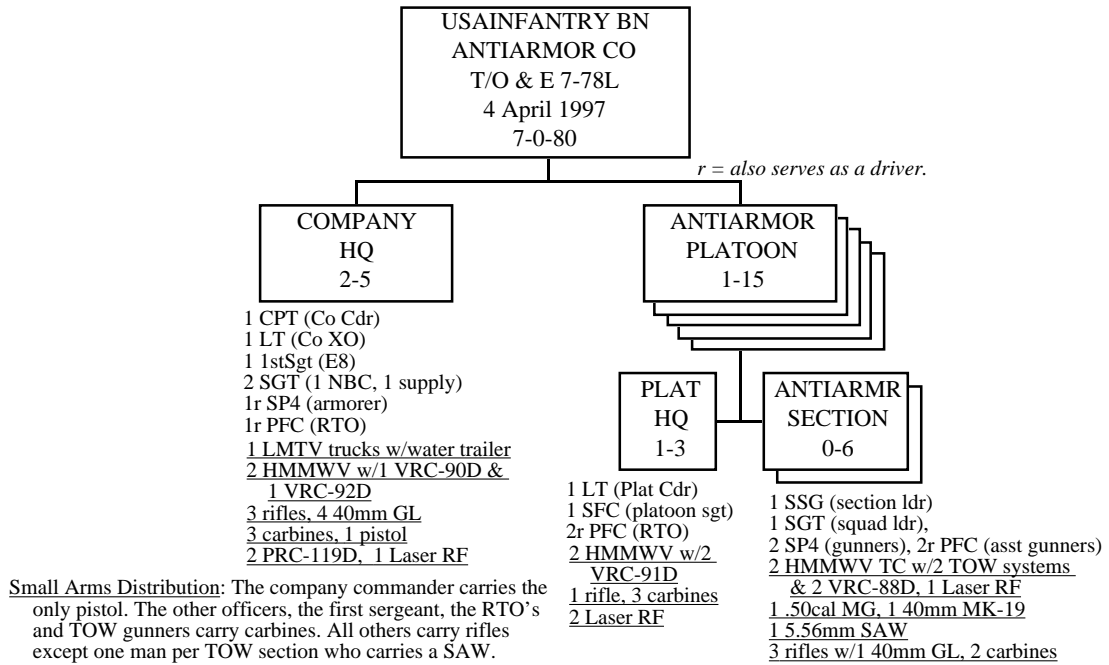 USAINFANTRY BN
ANTIARMOR CO
T/O & E 7-78L
4 April 1997
7-0-80
r = also serves as a driver.
COMPANY
HQ
2-5
1 CPT (Co Cdr)
1 LT (Co XO)
1 1stSgt (E8)
2 SGT (1 NBC, 1 supply)
1r SP4 (armorer)
1r PFC (RTO)
1 LMTV trucks w/water trailer
2 HMMWV w/1 VRC-90D &
1 VRC-92D
3 rifles, 4 40mm GL
3 carbines, 1 pistol
2 PRC-119D, 1 Laser RF
ANTIARMOR
PLATOON
1-15
PLAT
HQ
1-3
1 LT (Plat Cdr)
1 SFC (platoon sgt)
2r PFC (RTO)
2 HMMWV w/2
VRC-91D
1 rifle, 3 carbines
2 Laser RF
ANTIARMR
SECTION
0-6
1 SSG (section ldr)
1 SGT (squad ldr),
2 SP4 (gunners), 2r PFC (asst gunners)
2 HMMWV TC w/2 TOW systems
& 2 VRC-88D, 1 Laser RF
1 .50cal MG, 1 40mm MK-19
1 5.56mm SAW
3 rifles w/1 40mm GL, 2 carbines
Small Arms Distribution: The company commander carries the
only pistol. The other officers, the first sergeant, the RTO's
and TOW gunners carry carbines. All others carry rifles
except one man per TOW section who carries a SAW.